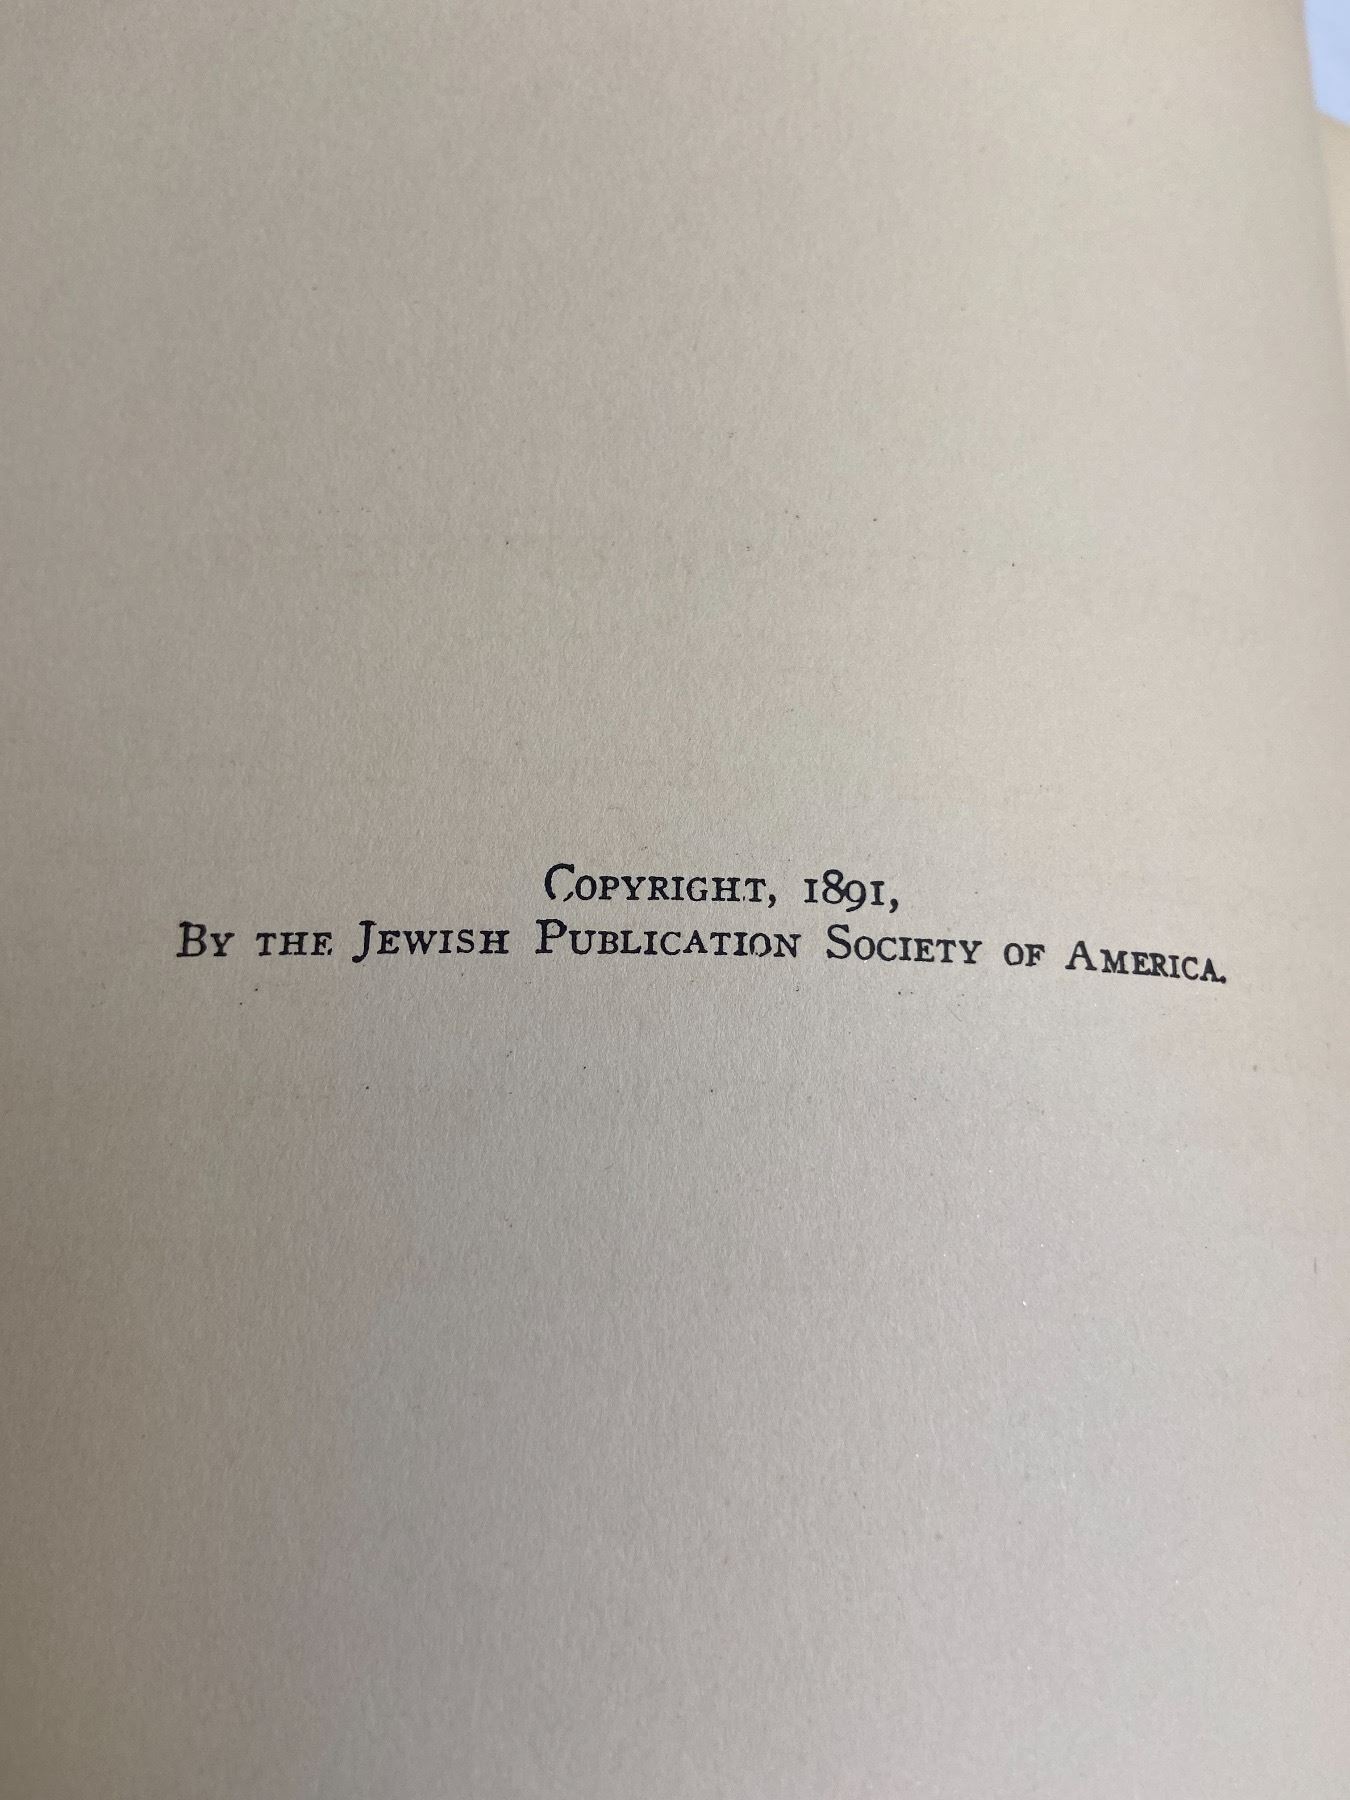 Copyright, 1891,
By the Jewish Publication Society of America.